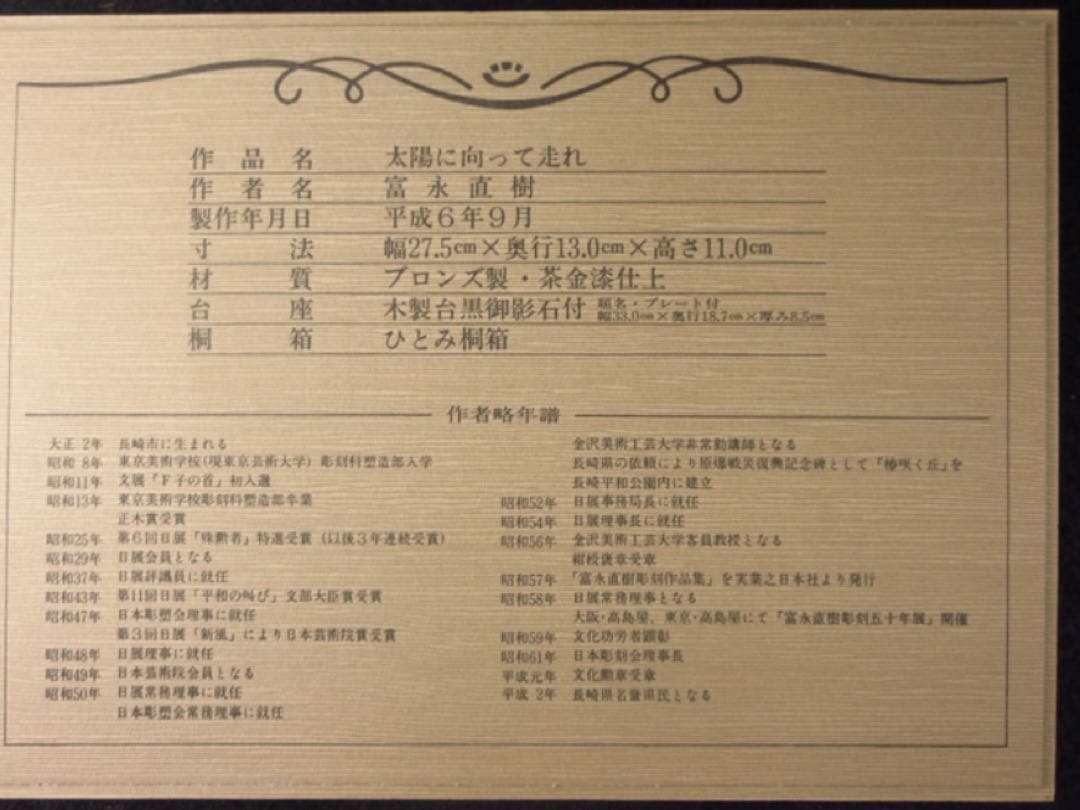 作品名 太陽に向って走れ
作者名 富永直樹
製作年月日 平成6年9月
寸法 幅27.5cm×奥行13.0cm×高さ11.0cm
材質 ブロンズ製・茶金漆仕上
台座 木製台黒御影石付 題名・プレート付
幅33.0cm×奥行18.7cm×厚み8.5cm
桐箱 ひとみ桐箱
作者略年譜
大正 2年 長崎市に生まれる
昭和 8年 東京美術学校(現東京芸術大学) 彫刻科塑造部入学
昭和11年 文展「F子の首」初入選
昭和13年 東京美術学校彫刻科塑造部卒業
正木賞受賞
昭和25年 第6回日展「殊勲者」特選受賞 (以後3年連続受賞)
昭和29年 日展会員となる
昭和37年 日展評議員に就任
昭和43年 第11回日展「平和の叫び」文部大臣賞受賞
昭和47年 日本彫塑会理事に就任
第3回日展「新風」により日本芸術院賞受賞
昭和48年 日展理事に就任
昭和49年 日本芸術院会員となる
昭和50年 日展常務理事に就任
日本彫塑会常務理事に就任
金沢美術工芸大学非常勤講師となる
長崎県の依頼により原爆戦災復興記念碑として「椿咲く丘」を
長崎平和公園内に建立
昭和52年 日展事務局長に就任
昭和54年 日展理事長に就任
昭和56年 金沢美術工芸大学客員教授となる
紺綬褒章受章
昭和57年 「富永直樹彫刻作品集」を実業之日本社より発行
昭和58年 日展常務理事となる
大阪・高島屋、東京・高島屋にて「富永直樹彫刻五十年展」開催
昭和59年 文化功労者顕彰
昭和61年 日本彫刻会理事長
平成元年 文化勲章受章
平成 2年 長崎県名誉県民となる